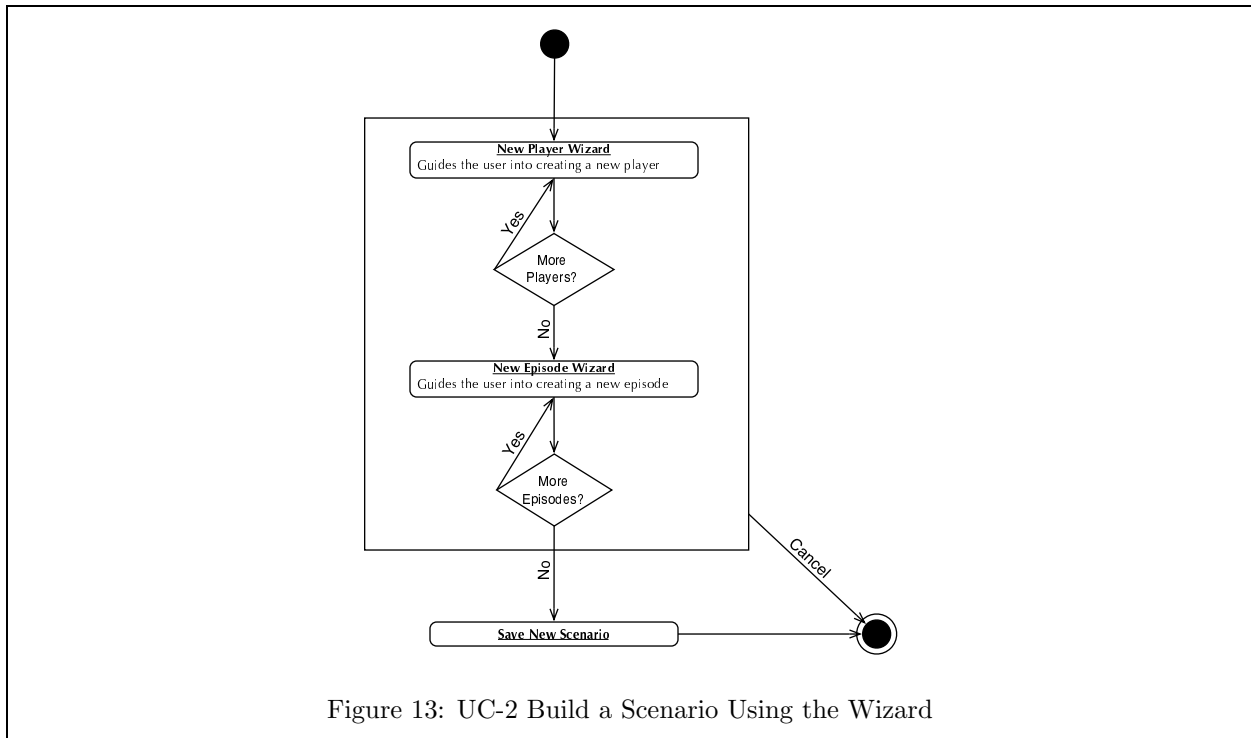 New Player Wizard
Guides the user into creating a new player
Yes
More
Players?
No
New Episode Wizard
Guides the user into creating a new episode
Yes
More
Episodes?
Cancel
No
Save New Scenario
Figure 13: UC-2 Build a Scenario Using the Wizard